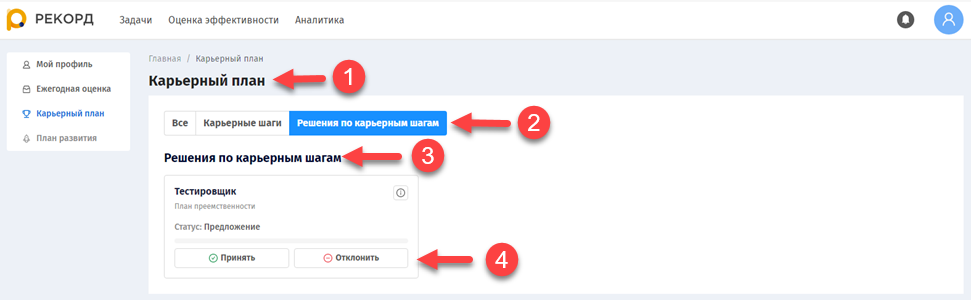 РЕКОРД Задачи Оценка эффективности Аналитика
Мой профиль
Ежегодная оценка
Карьерный план
План развития
Главная / Карьерный план
Карьерный план 1
Все Карьерные шаги Решения по карьерным шагам 2
Решения по карьерным шагам 3
Тестировщик
План преемственности
Статус: Предложение
Принять Отклонить 4